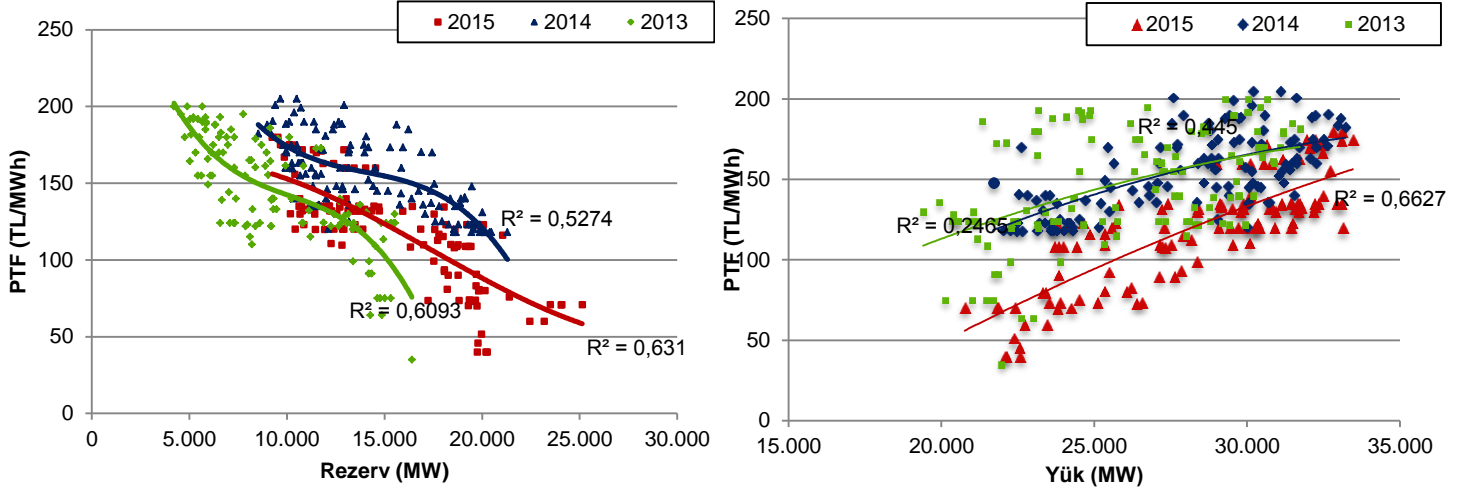 2015 2014 2013
250
200
150
100
50
0
PTF (TL/MWh)
R² = 0,5274
R² = 0,6093
R² = 0,631
0 5.000 10.000 15.000 20.000 25.000 30.000
Rezerv (MW)
2015 2014 2013
250
200
150
100
50
0
PTF (TL/MWh)
R² = 0,445
R² = 0,6627
R² = 0,2465
15.000 20.000 25.000 30.000 35.000
Yük (MW)